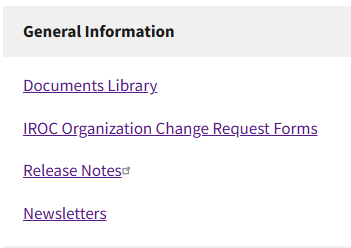 General Information
Documents Library
IROC Organization Change Request Forms
Release Notes
Newsletters